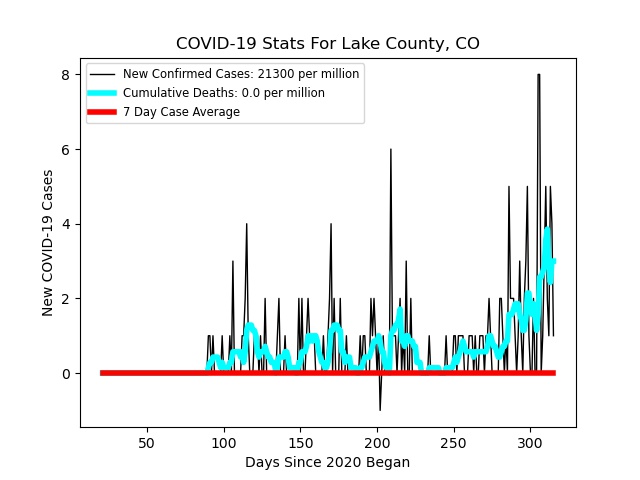 COVID-19 Stats For Lake County, CO
New Confirmed Cases: 21300 per million
Cumulative Deaths: 0.0 per million
7 Day Case Average
New COVID-19 Cases
8
6
4
2
0
50 100 150 200 250 300
Days Since 2020 Began